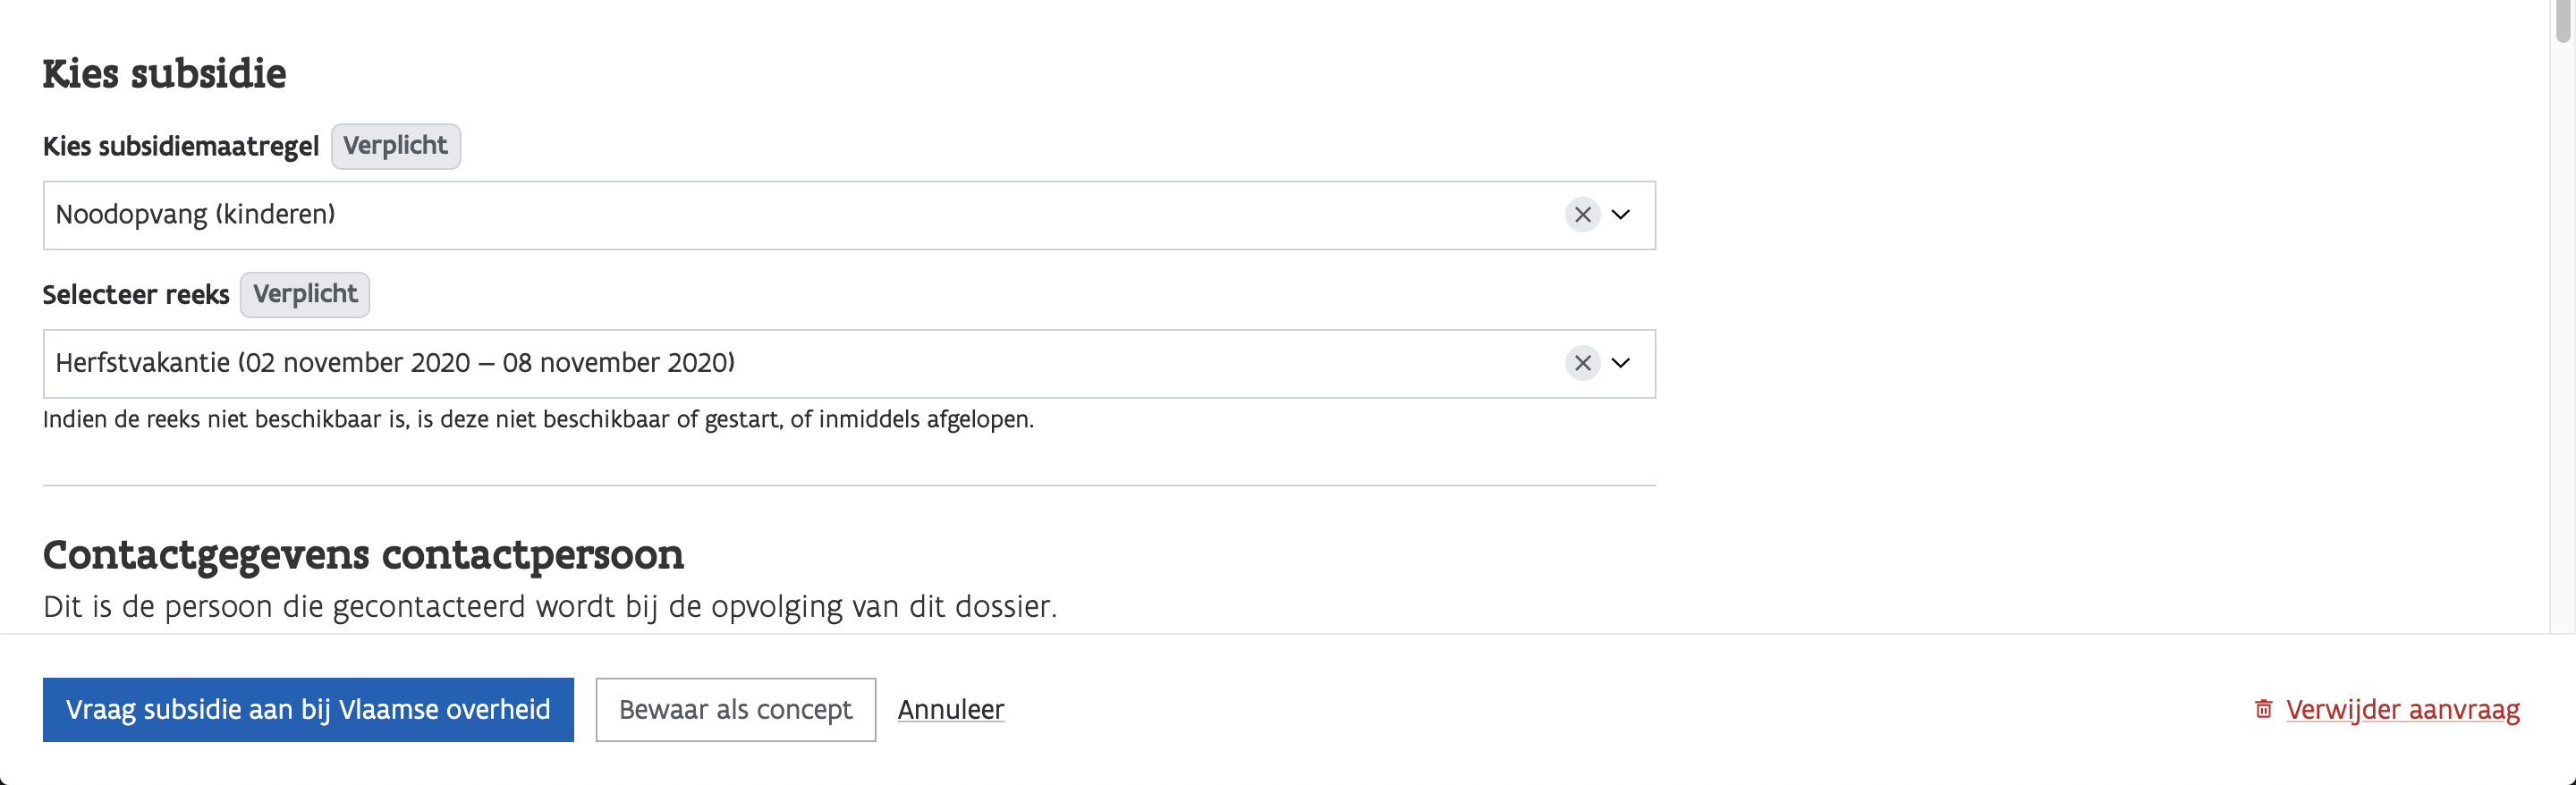 Kies subsidie
Kies subsidiemaatregel Verplicht
Noodopvang (kinderen)
Selecteer reeks Verplicht
Herfstvakantie (02 november 2020 – 08 november 2020)
Indien de reeks niet beschikbaar is, is deze niet beschikbaar of gestart, of inmiddels afgelopen.
Contactgegevens contactpersoon
Dit is de persoon die gecontacteerd wordt bij de opvolging van dit dossier.
Vraag subsidie aan bij Vlaamse overheid Bewaar als concept Annuleer Verwijder aanvraag